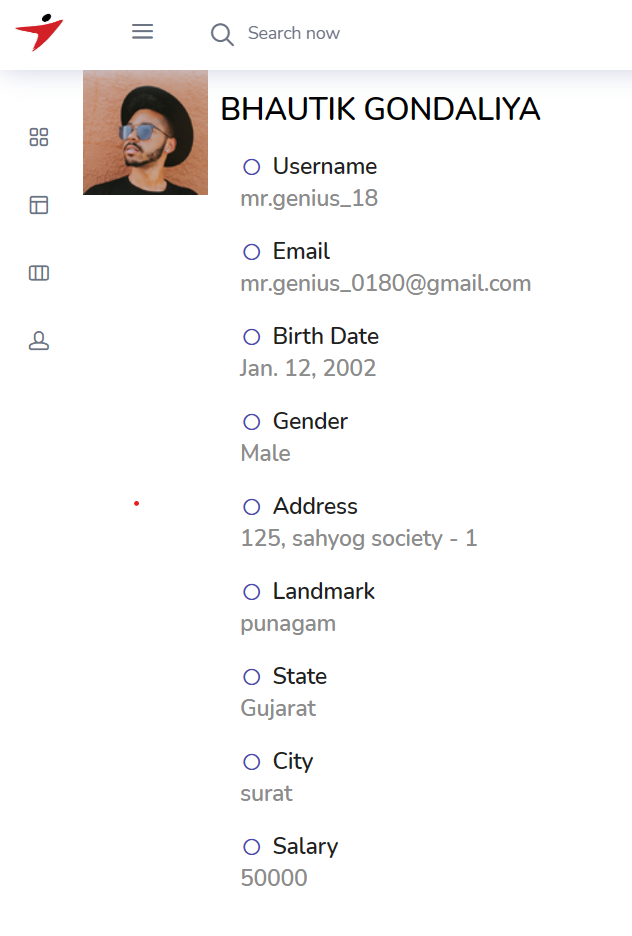 Search now
BHAUTIK GONDALIYA
Username
mr.genius_18
Email
mr.genius_0180@gmail.com
Birth Date
Jan. 12, 2002
Gender
Male
Address
125, sahyog society - 1
Landmark
punagam
State
Gujarat
City
surat
Salary
50000